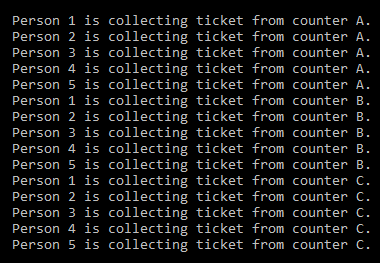 Person 1 is collecting ticket from counter A.
Person 2 is collecting ticket from counter A.
Person 3 is collecting ticket from counter A.
Person 4 is collecting ticket from counter A.
Person 5 is collecting ticket from counter A.
Person 1 is collecting ticket from counter B.
Person 2 is collecting ticket from counter B.
Person 3 is collecting ticket from counter B.
Person 4 is collecting ticket from counter B.
Person 5 is collecting ticket from counter B.
Person 1 is collecting ticket from counter C.
Person 2 is collecting ticket from counter C.
Person 3 is collecting ticket from counter C.
Person 4 is collecting ticket from counter C.
Person 5 is collecting ticket from counter C.